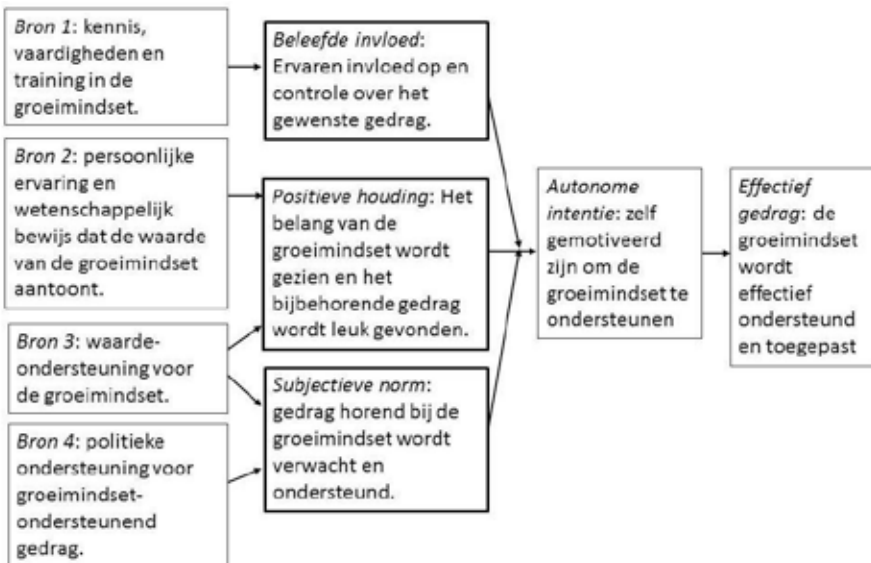 Bron 1: kennis,
vaardigheden en
training in de
groeimindset.
Bron 2: persoonlijke
ervaring en
wetenschappelijk
bewijs dat de waarde
van de groeimindset
aantoont.
Bron 3: waarde-
ondersteuning voor
de groeimindset.
Bron 4: politieke
ondersteuning voor
groeimindset-
ondersteunend
gedrag.
Beleefde invloed:
Ervaren invloed op en
controle over het
gewenste gedrag.
Positieve houding: Het
belang van de
groeimindset wordt
gezien en het
bijbehorende gedrag
wordt leuk gevonden.
Subjectieve norm:
gedrag horend bij de
groeimindset wordt
verwacht en
ondersteund.
Autonome
intentie: zelf
gemotiveerd
zijn om de
groeimindset te
ondersteunen
Effectief
gedrag: de
groeimindset
wordt
effectief
ondersteund
en toegepast